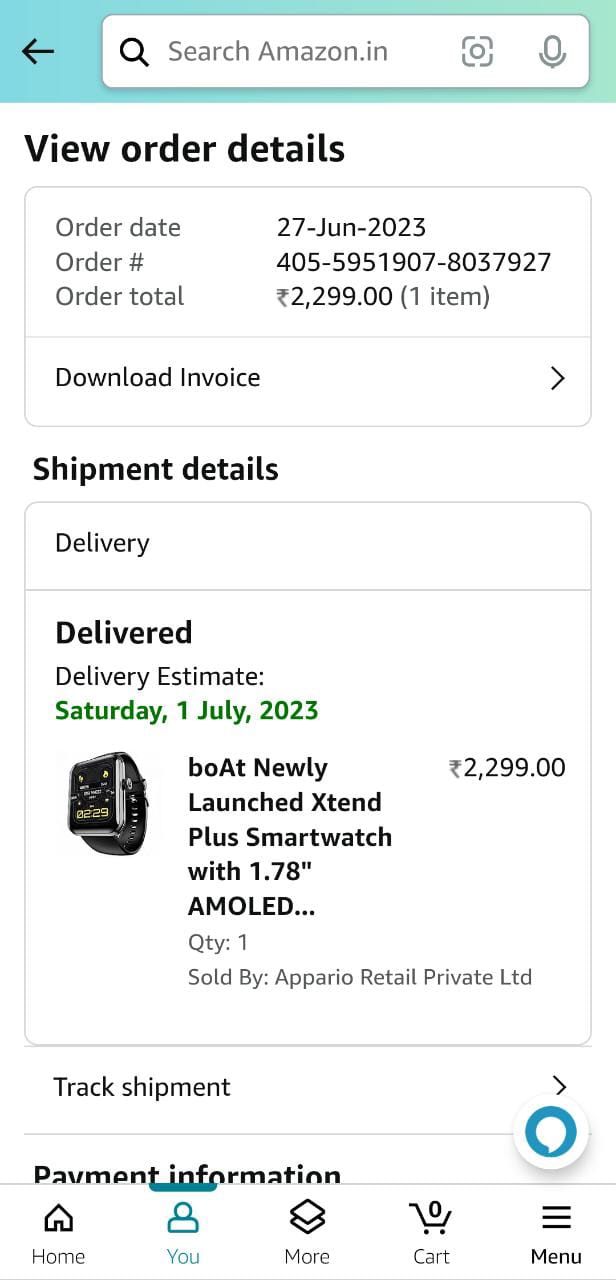 Search Amazon.in
View order details
Order date 27-Jun-2023
Order # 405-5951907-8037927
Order total ₹2,299.00 (1 item)
Download Invoice
Shipment details
Delivery
Delivered
Delivery Estimate:
Saturday, 1 July, 2023
boAt Newly ₹2,299.00
Launched Xtend
Plus Smartwatch
with 1.78"
AMOLED...
Qty: 1
Sold By: Appario Retail Private Ltd
02:29
Track shipment
Payment information
0
Home You More Cart Menu